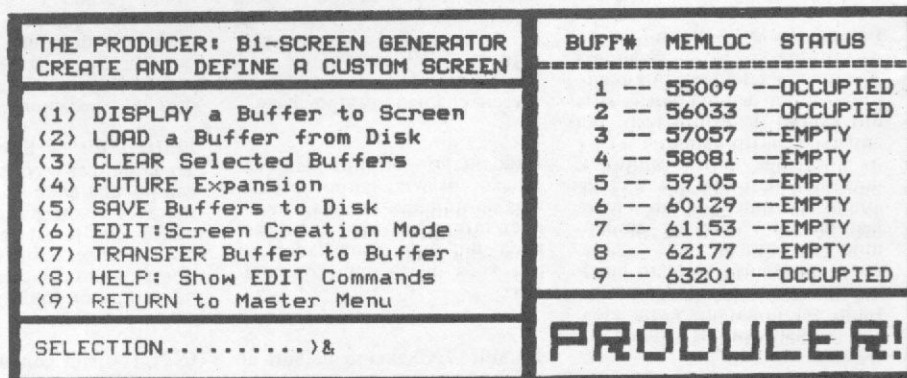 THE PRODUCER: B1-SCREEN GENERATOR
CREATE AND DEFINE A CUSTOM SCREEN
(1) DISPLAY a Buffer to Screen
(2) LOAD a Buffer from Disk
(3) CLEAR Selected Buffers
(4) FUTURE Expansion
(5) SAVE Buffers to Disk
(6) EDIT:Screen Creation Mode
(7) TRANSFER Buffer to Buffer
(8) HELP: Show EDIT Commands
(9) RETURN to Master Menu
SELECTION...........)&
BUFF# MEMLOC STATUS
1 -- 55009 --OCCUPIED
2 -- 56033 --OCCUPIED
3 -- 57057 --EMPTY
4 -- 58081 --EMPTY
5 -- 59105 --EMPTY
6 -- 60129 --EMPTY
7 -- 61153 --EMPTY
8 -- 62177 --EMPTY
9 -- 63201 --OCCUPIED
PRODUCER!